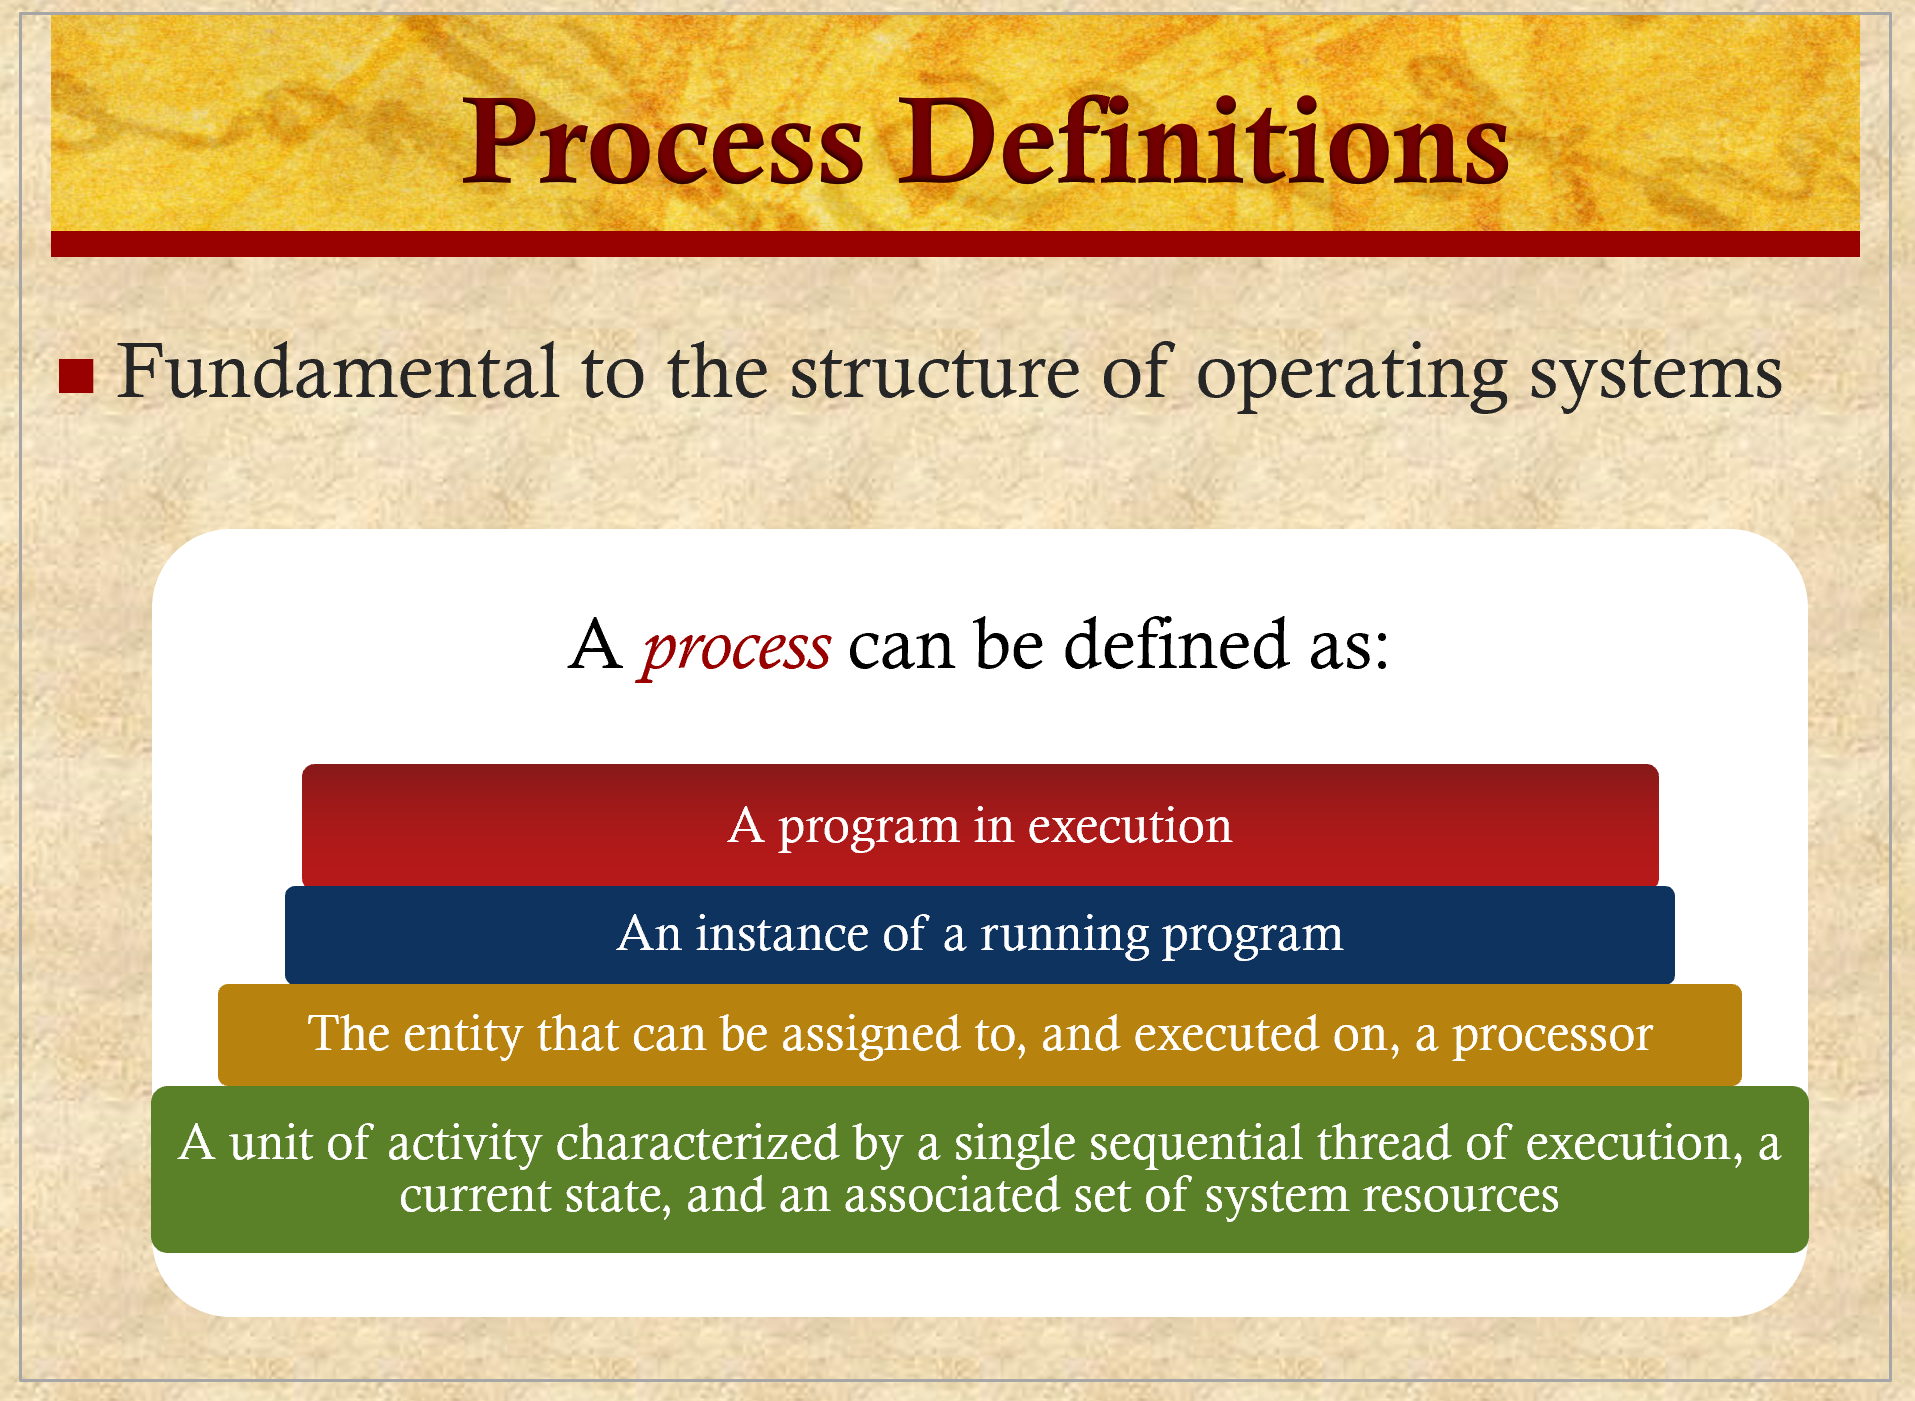 Process Definitions
Fundamental to the structure of operating systems
A process can be defined as:
A program in execution
An instance of a running program
The entity that can be assigned to, and executed on, a processor
A unit of activity characterized by a single sequential thread of execution, a
current state, and an associated set of system resources